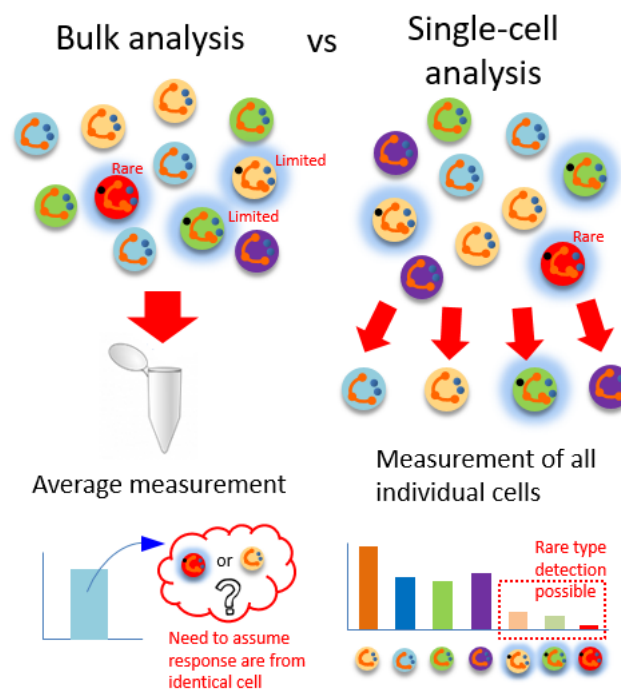 Bulk analysis
vs
Single-cell
analysis
Rare
Limited
Limited
Rare
Average measurement
Measurement of all
individual cells
or
?
Need to assume
response are from
identical cell
Rare type
detection
possible